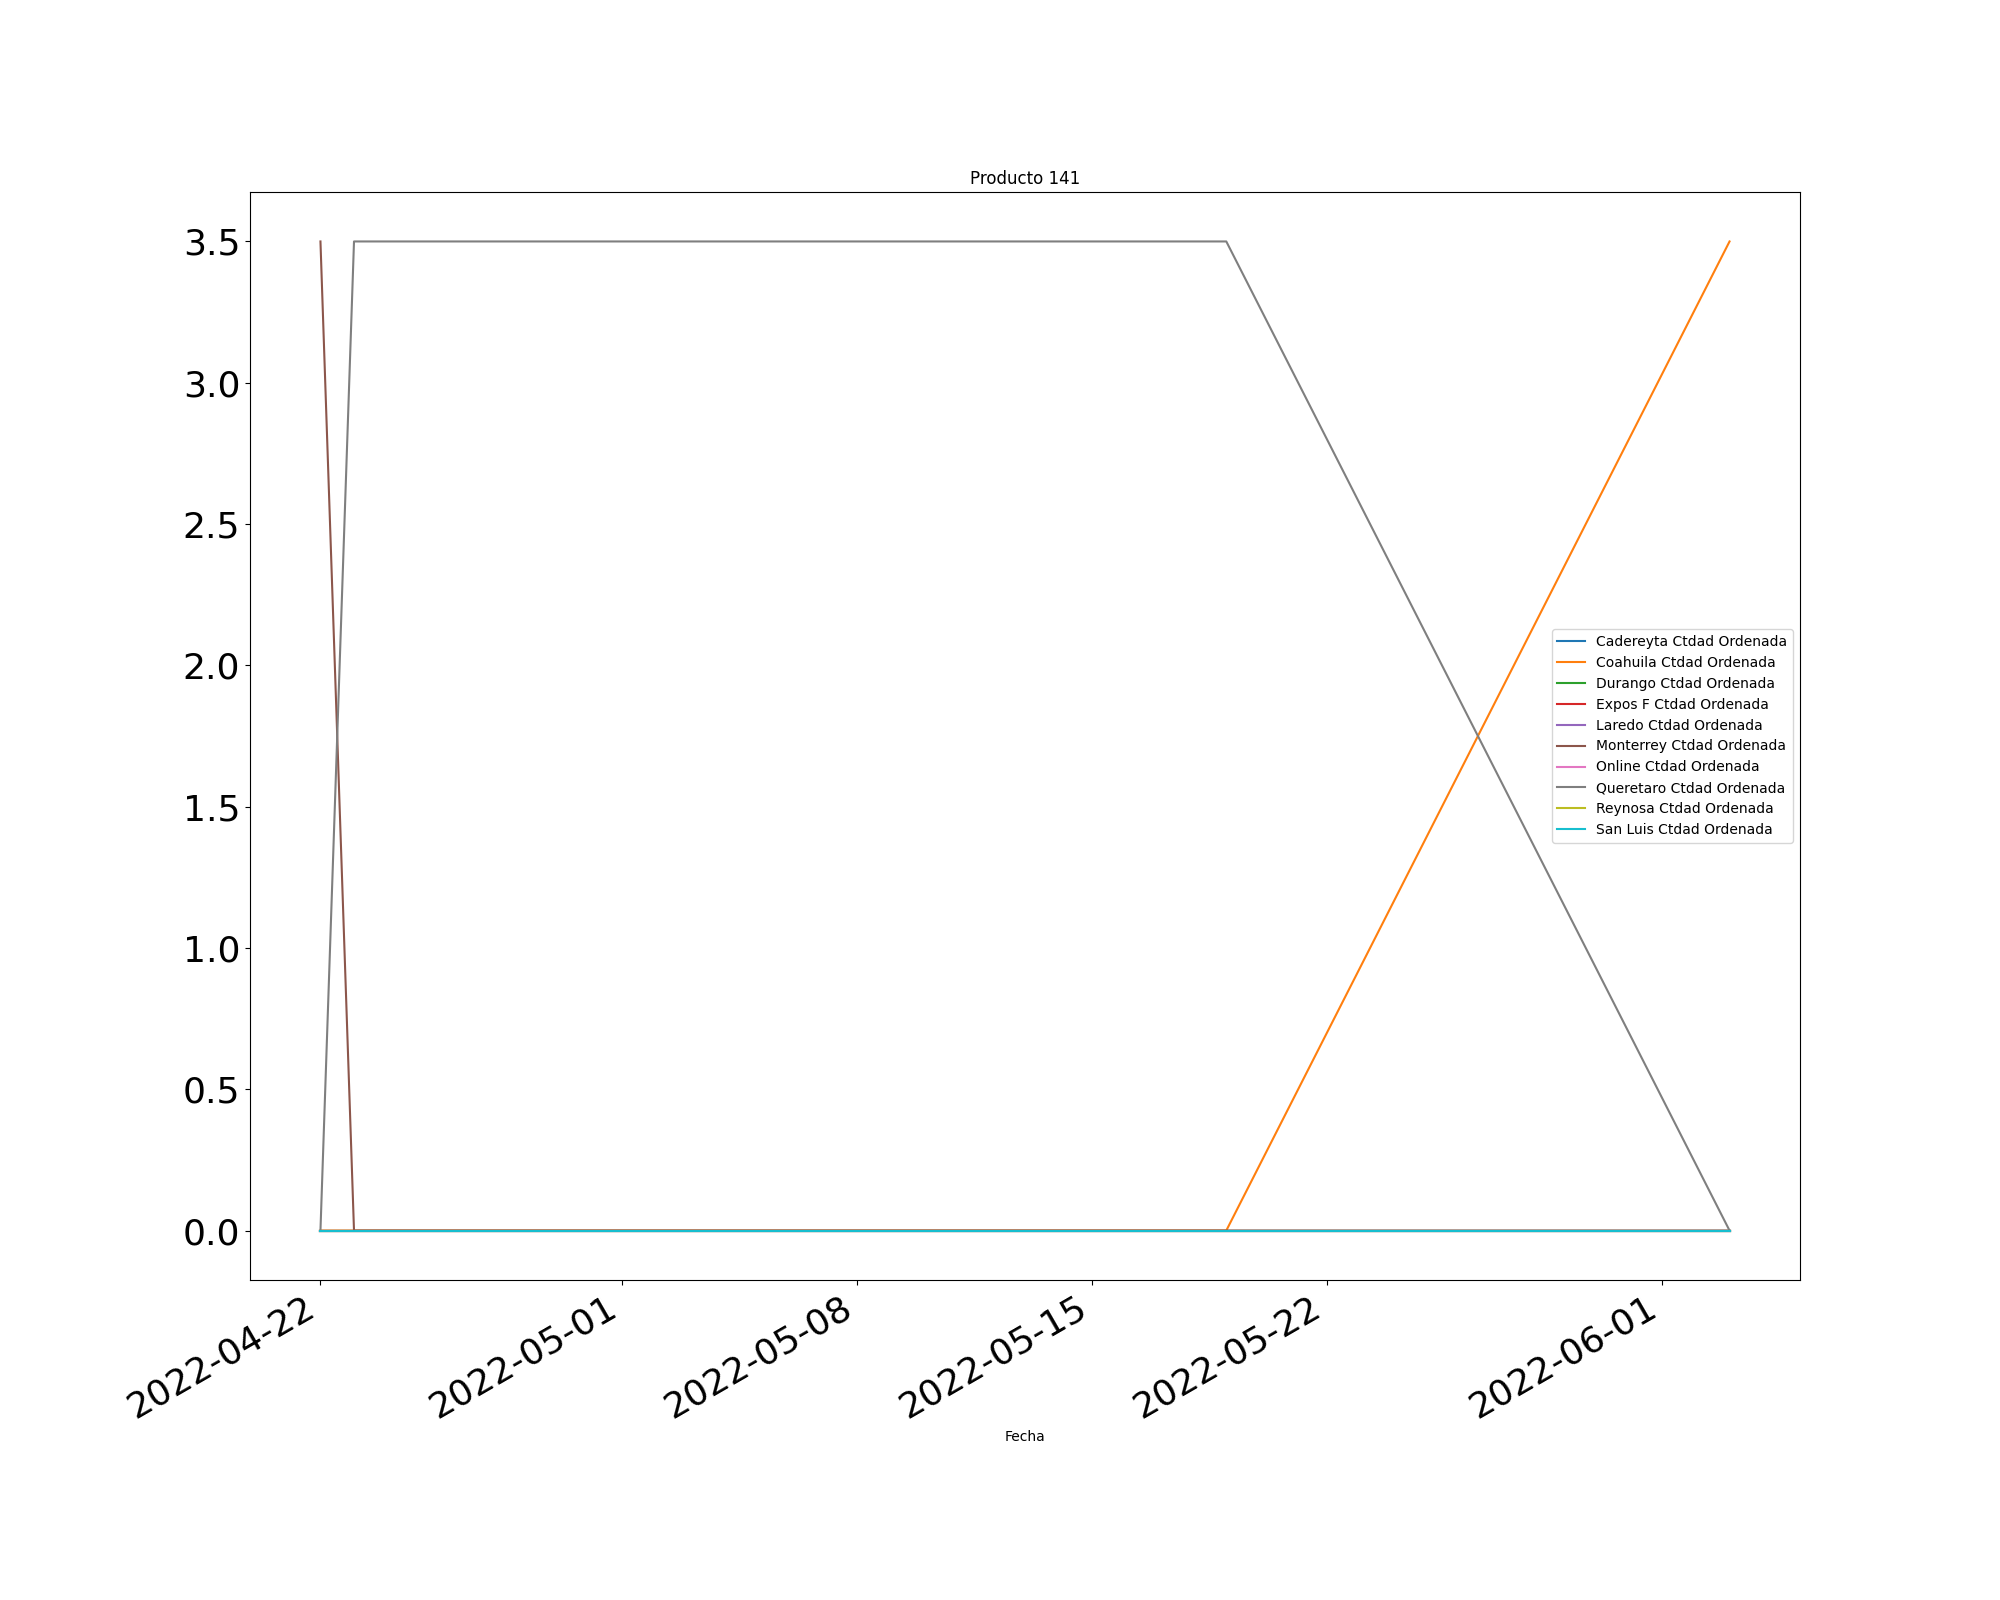 Producto 141
3.5
3.0
2.5
2.0
1.5
1.0
0.5
0.0
Cadereyta Ctdad Ordenada
Coahuila Ctdad Ordenada
Durango Ctdad Ordenada
Expos F Ctdad Ordenada
Laredo Ctdad Ordenada
Monterrey Ctdad Ordenada
Online Ctdad Ordenada
Queretaro Ctdad Ordenada
Reynosa Ctdad Ordenada
San Luis Ctdad Ordenada
2022-04-22
2022-05-01
2022-05-08
2022-05-15
2022-05-22
2022-06-01
Fecha